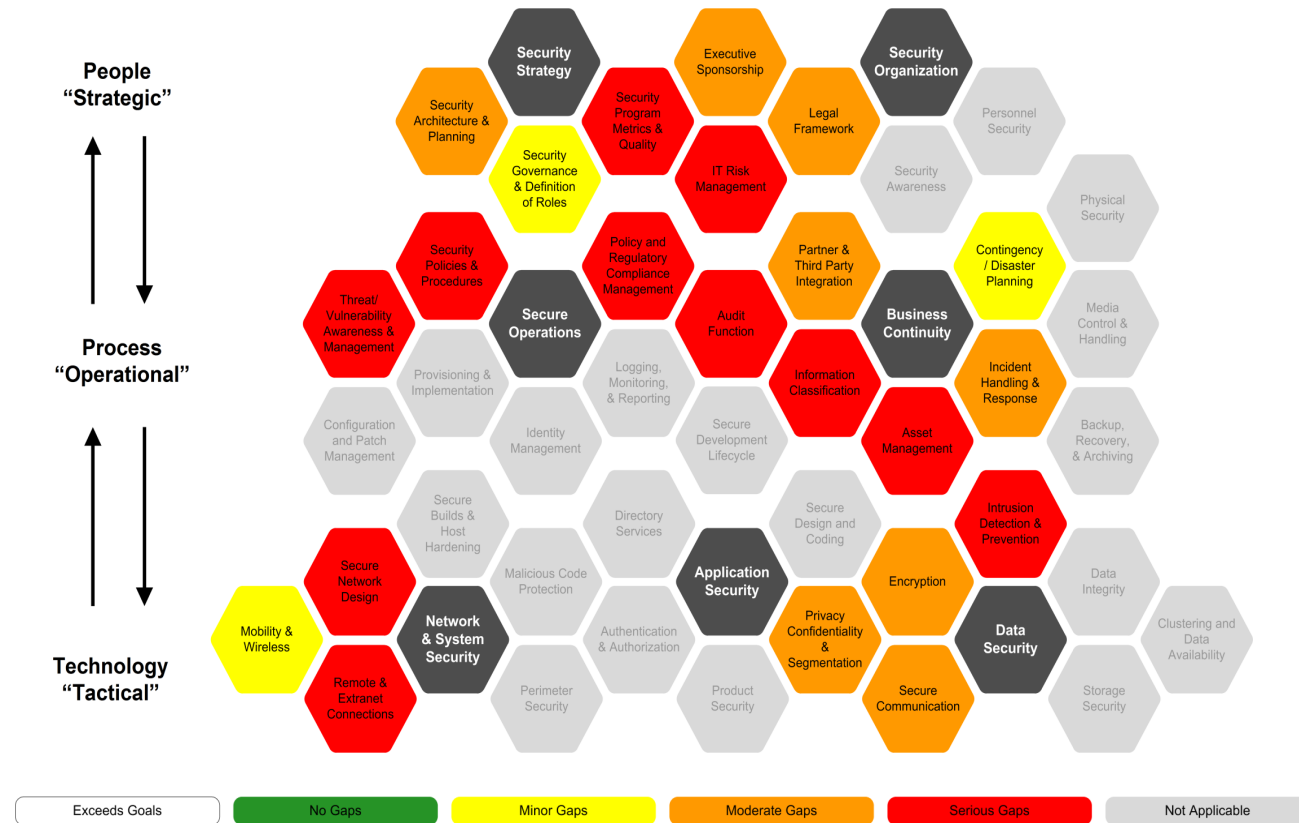 People
“Strategic”
Process
“Operational”
Technology
“Tactical”
Security
Strategy
Executive
Sponsorship
Security
Organization
Security
Architecture &
Planning
Security
Program
Metrics &
Quality
Legal
Framework
Personnel
Security
Security
Governance
& Definition
of Roles
IT Risk
Management
Security
Awareness
Physical
Security
Security
Policies &
Procedures
Policy and
Regulatory
Compliance
Management
Partner &
Third Party
Integration
Contingency
/ Disaster
Planning
Threat/
Vulnerability
Awareness &
Management
Secure
Operations
Audit
Function
Business
Continuity
Media
Control &
Handling
Provisioning &
Implementation
Logging,
Monitoring,
& Reporting
Information
Classification
Incident
Handling &
Response
Configuration
and Patch
Management
Identity
Management
Secure
Development
Lifecycle
Asset
Management
Backup,
Recovery,
& Archiving
Secure
Builds &
Host
Hardening
Directory
Services
Secure
Design and
Coding
Intrusion
Detection &
Prevention
Secure
Network
Design
Malicious Code
Protection
Application
Security
Encryption
Data
Integrity
Mobility &
Wireless
Network
& System
Security
Authentication
& Authorization
Privacy
Confidentiality
&
Segmentation
Data
Security
Clustering and
Data
Availability
Remote &
Extranet
Connections
Perimeter
Security
Product
Security
Secure
Communication
Storage
Security
Exceeds Goals
No Gaps
Minor Gaps
Moderate Gaps
Serious Gaps
Not Applicable